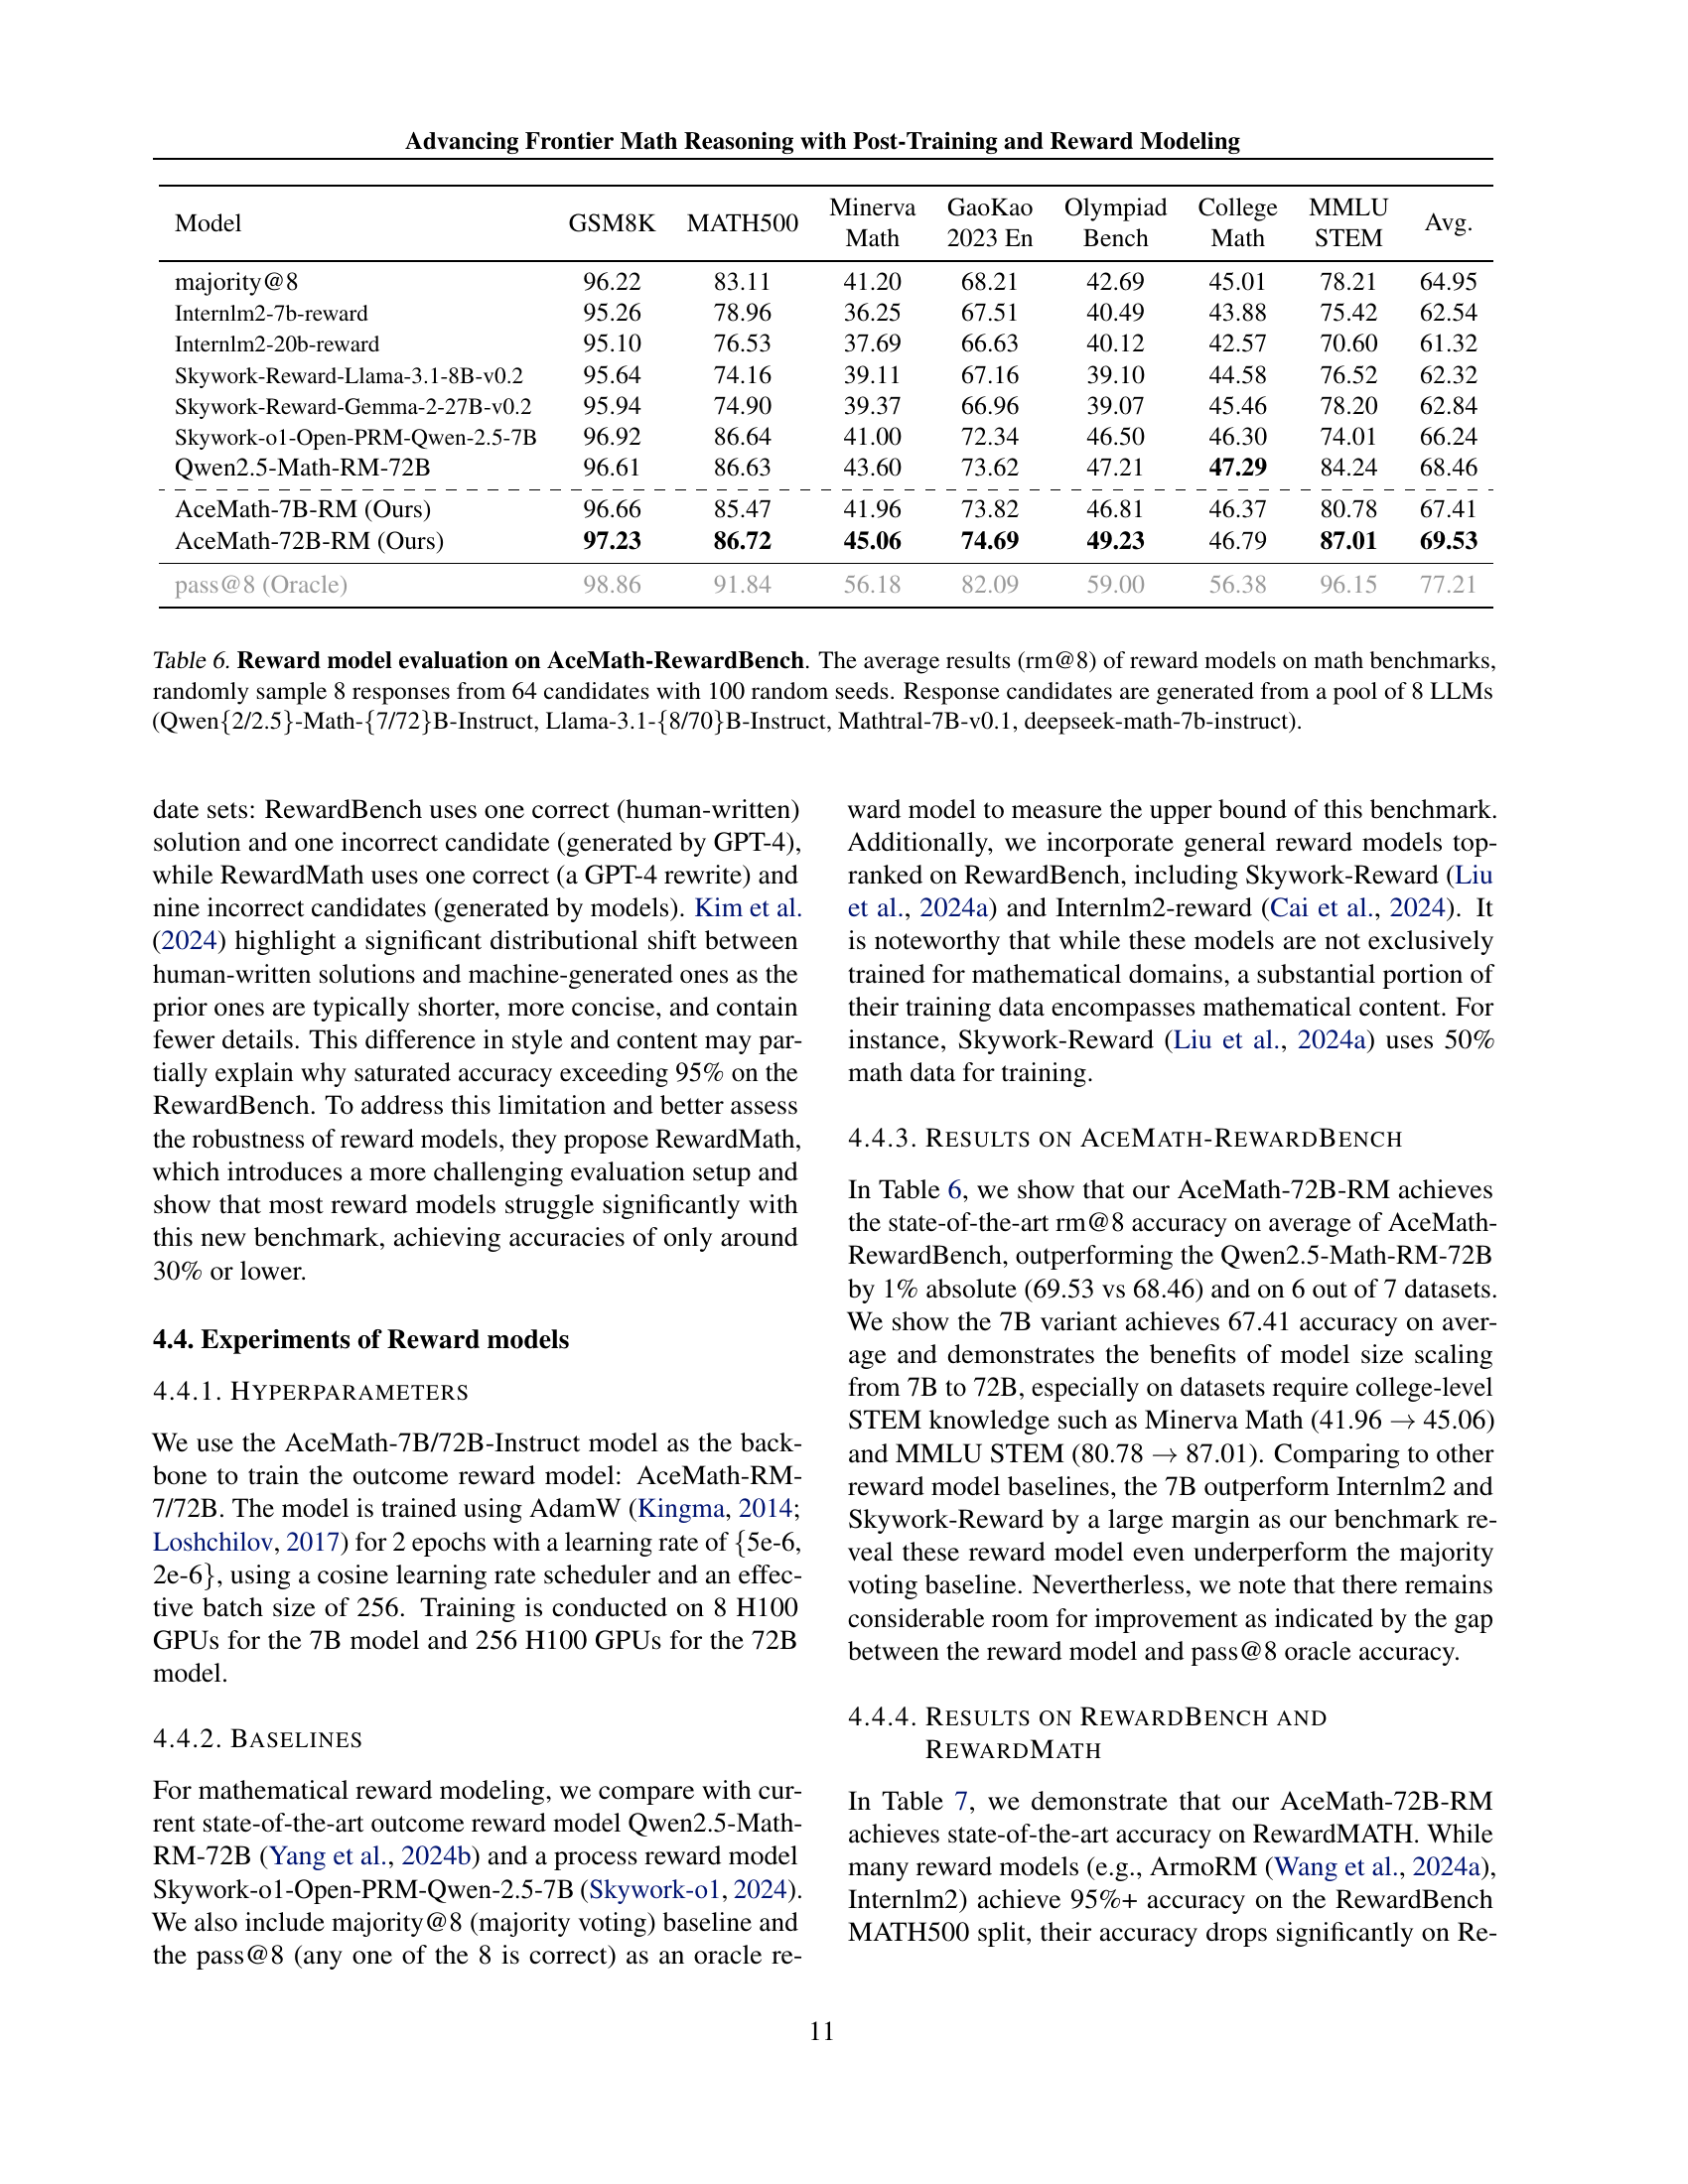 Advancing Frontier Math Reasoning with Post-Training and Reward Modeling
Model GSM8K MATH500 Minerva Math GaoKao 2023 En Olympiad Bench College Math MMLU STEM Avg.
majority@8 96.22 83.11 41.20 68.21 42.69 45.01 78.21 64.95
Internlm2-7b-reward 95.26 78.96 36.25 67.51 40.49 43.88 75.42 62.54
Internlm2-20b-reward 95.10 76.53 37.69 66.63 40.12 42.57 70.60 61.32
Skywork-Reward-Llama-3.1-8B-v0.2 95.64 74.16 39.11 67.16 39.10 44.58 76.52 62.32
Skywork-Reward-Gemma-2-27B-v0.2 95.94 74.90 39.37 66.96 39.07 45.46 78.20 62.84
Skywork-o1-Open-PRM-Qwen-2.5-7B 96.92 86.64 41.00 72.34 46.50 46.30 74.01 66.24
Qwen2.5-Math-RM-72B 96.61 86.63 43.60 73.62 47.21 47.29 84.24 68.46
AceMath-7B-RM (Ours) 96.66 85.47 41.96 73.82 46.81 46.37 80.78 67.41
AceMath-72B-RM (Ours) 97.23 86.72 45.06 74.69 49.23 46.79 87.01 69.53
pass@8 (Oracle) 98.86 91.84 56.18 82.09 59.00 56.38 96.15 77.21
Table 6. Reward model evaluation on AceMath-RewardBench. The average results (rm@8) of reward models on math benchmarks,
randomly sample 8 responses from 64 candidates with 100 random seeds. Response candidates are generated from a pool of 8 LLMs
(Qwen{2/2.5}-Math-{7/72}B-Instruct, Llama-3.1-{8/70}B-Instruct, Mathtral-7B-v0.1, deepseek-math-7b-instruct).
date sets: RewardBench uses one correct (human-written)
solution and one incorrect candidate (generated by GPT-4),
while RewardMath uses one correct (a GPT-4 rewrite) and
nine incorrect candidates (generated by models). Kim et al.
(2024) highlight a significant distributional shift between
human-written solutions and machine-generated ones as the
prior ones are typically shorter, more concise, and contain
fewer details. This difference in style and content may par-
tially explain why saturated accuracy exceeding 95% on the
RewardBench. To address this limitation and better assess
the robustness of reward models, they propose RewardMath,
which introduces a more challenging evaluation setup and
show that most reward models struggle significantly with
this new benchmark, achieving accuracies of only around
30% or lower.
4.4. Experiments of Reward models
4.4.1. HYPERPARAMETERS
We use the AceMath-7B/72B-Instruct model as the back-
bone to train the outcome reward model: AceMath-RM-
7/72B. The model is trained using AdamW (Kingma, 2014;
Loshchilov, 2017) for 2 epochs with a learning rate of {5e-6,
2e-6}, using a cosine learning rate scheduler and an effec-
tive batch size of 256. Training is conducted on 8 H100
GPUs for the 7B model and 256 H100 GPUs for the 72B
model.
4.4.2. BASELINES
For mathematical reward modeling, we compare with cur-
rent state-of-the-art outcome reward model Qwen2.5-Math-
RM-72B (Yang et al., 2024b) and a process reward model
Skywork-o1-Open-PRM-Qwen-2.5-7B (Skywork-o1, 2024).
We also include majority@8 (majority voting) baseline and
the pass@8 (any one of the 8 is correct) as an oracle re-
ward model to measure the upper bound of this benchmark.
Additionally, we incorporate general reward models top-
ranked on RewardBench, including Skywork-Reward (Liu
et al., 2024a) and Internlm2-reward (Cai et al., 2024). It
is noteworthy that while these models are not exclusively
trained for mathematical domains, a substantial portion of
their training data encompasses mathematical content. For
instance, Skywork-Reward (Liu et al., 2024a) uses 50%
math data for training.
4.4.3. RESULTS ON ACEMATH-REWARDBENCH
In Table 6, we show that our AceMath-72B-RM achieves
the state-of-the-art rm@8 accuracy on average of AceMath-
RewardBench, outperforming the Qwen2.5-Math-RM-72B
by 1% absolute (69.53 vs 68.46) and on 6 out of 7 datasets.
We show the 7B variant achieves 67.41 accuracy on aver-
age and demonstrates the benefits of model size scaling
from 7B to 72B, especially on datasets require college-level
STEM knowledge such as Minerva Math (41.96 → 45.06)
and MMLU STEM (80.78 → 87.01). Comparing to other
reward model baselines, the 7B outperform Internlm2 and
Skywork-Reward by a large margin as our benchmark re-
veal these reward model even underperform the majority
voting baseline. Nevertheless, we note that there remains
considerable room for improvement as indicated by the gap
between the reward model and pass@8 oracle accuracy.
4.4.4. RESULTS ON REWARDBENCH AND
REWARDMATH
In Table 7, we demonstrate that our AceMath-72B-RM
achieves state-of-the-art accuracy on RewardMATH. While
many reward models (e.g., ArmoRM (Wang et al., 2024a),
Internlm2) achieve 95%+ accuracy on the RewardBench
MATH500 split, their accuracy drops significantly on Re-
11